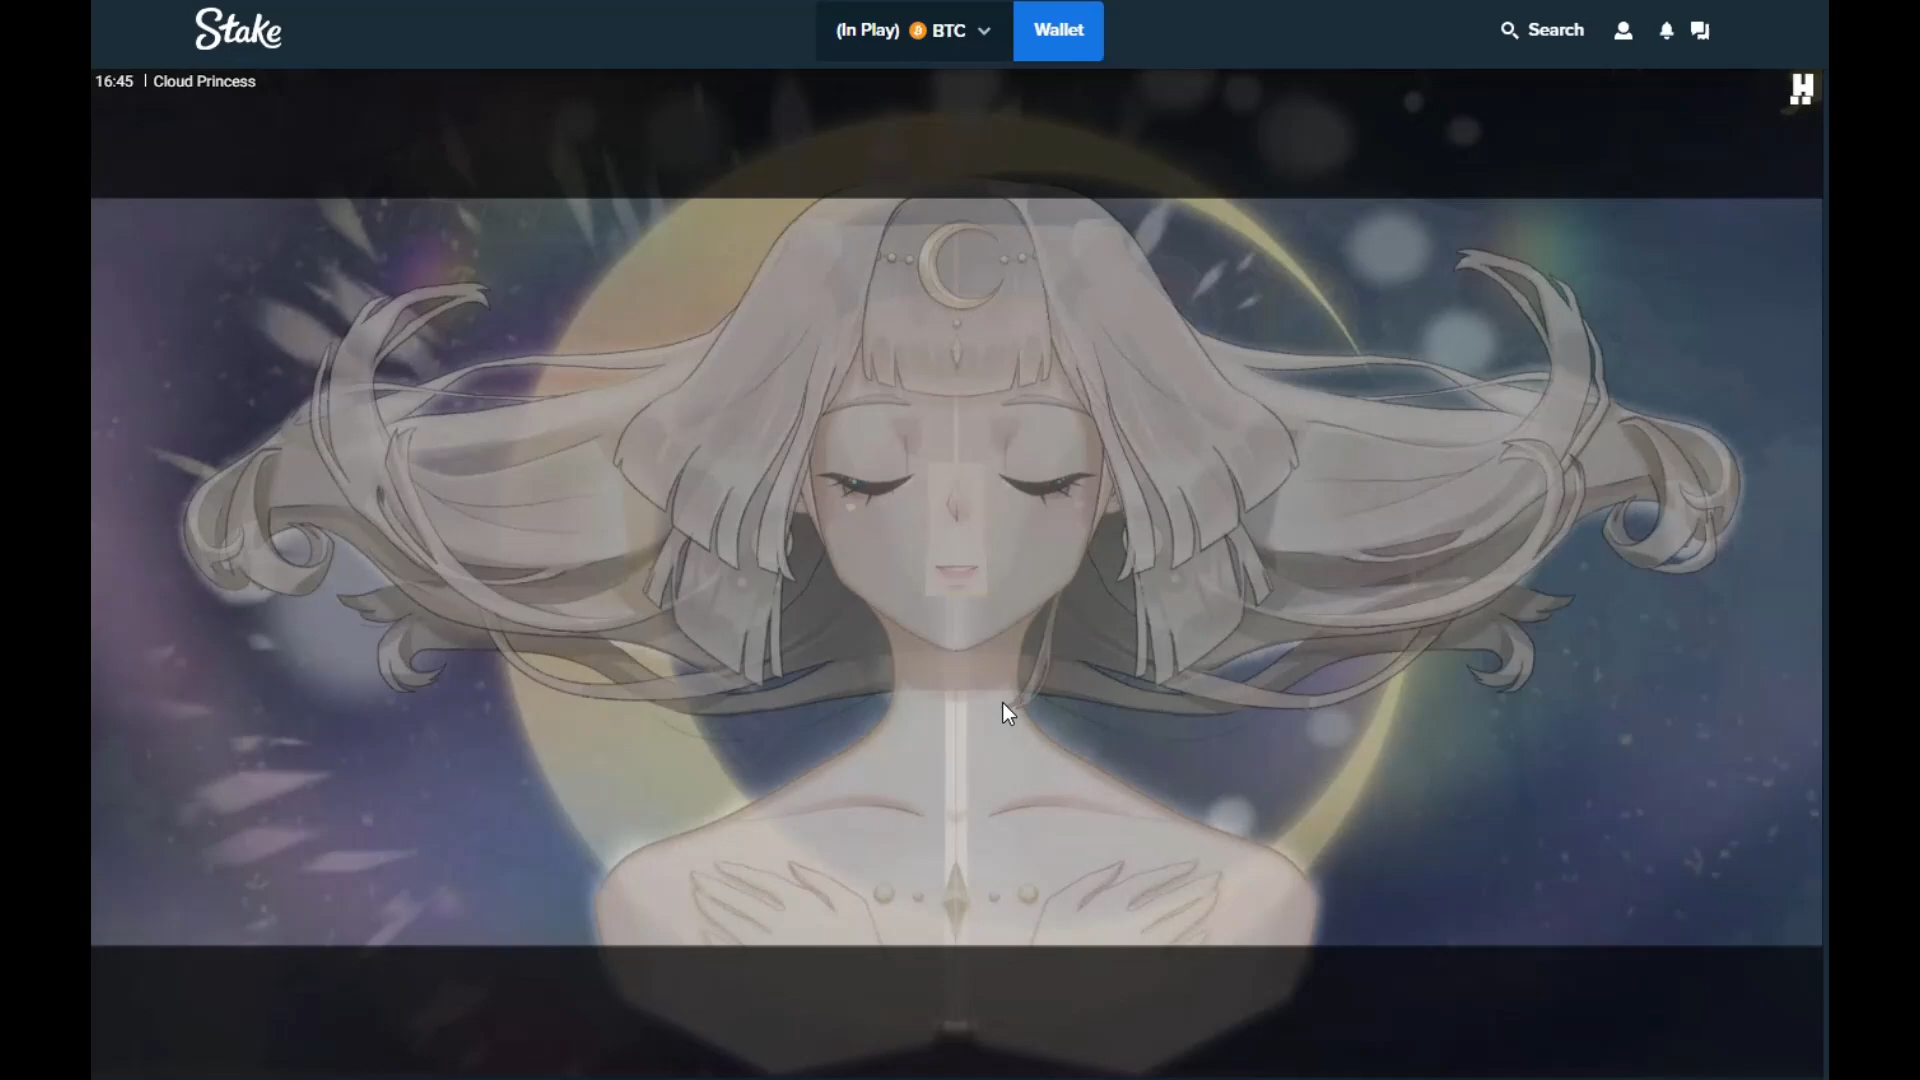 Stake
(In Play) BTC
Wallet
Search
16:45 | Cloud Princess